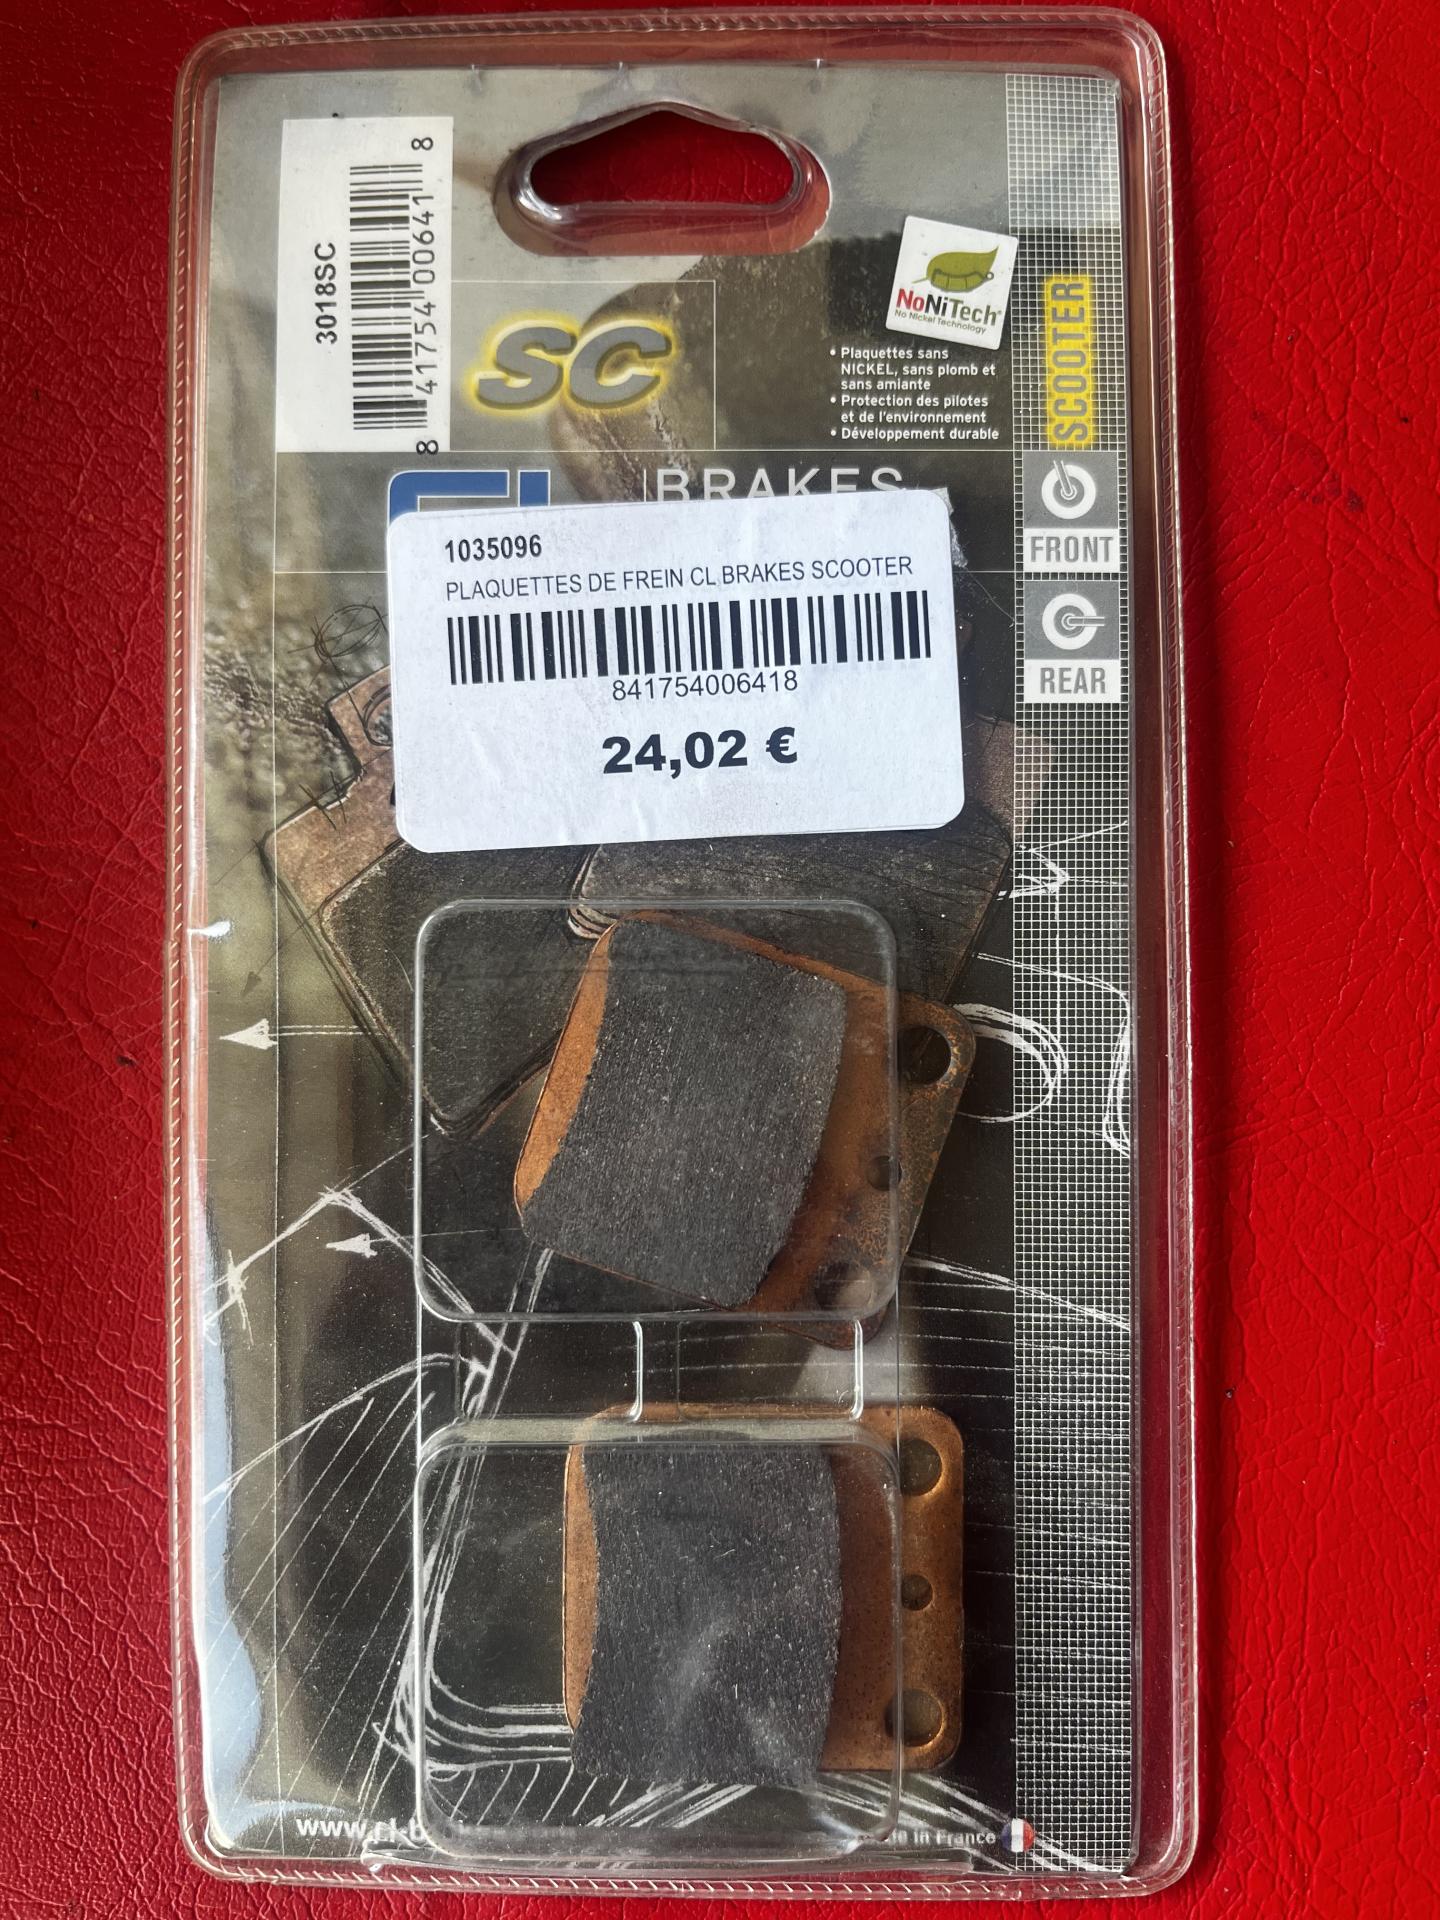 3018SC
8 41754 00641 8
SC
NoNiTech®
No Nickel Technology
• Plaquettes sans
NICKEL, sans plomb et
sans amiante
• Protection des pilotes
et de l'environnement
• Développement durable
SCOOTER
BRAKES
FRONT
REAR
1035096
PLAQUETTES DE FREIN CL BRAKES SCOOTER
841754006418
24,02 €
in France